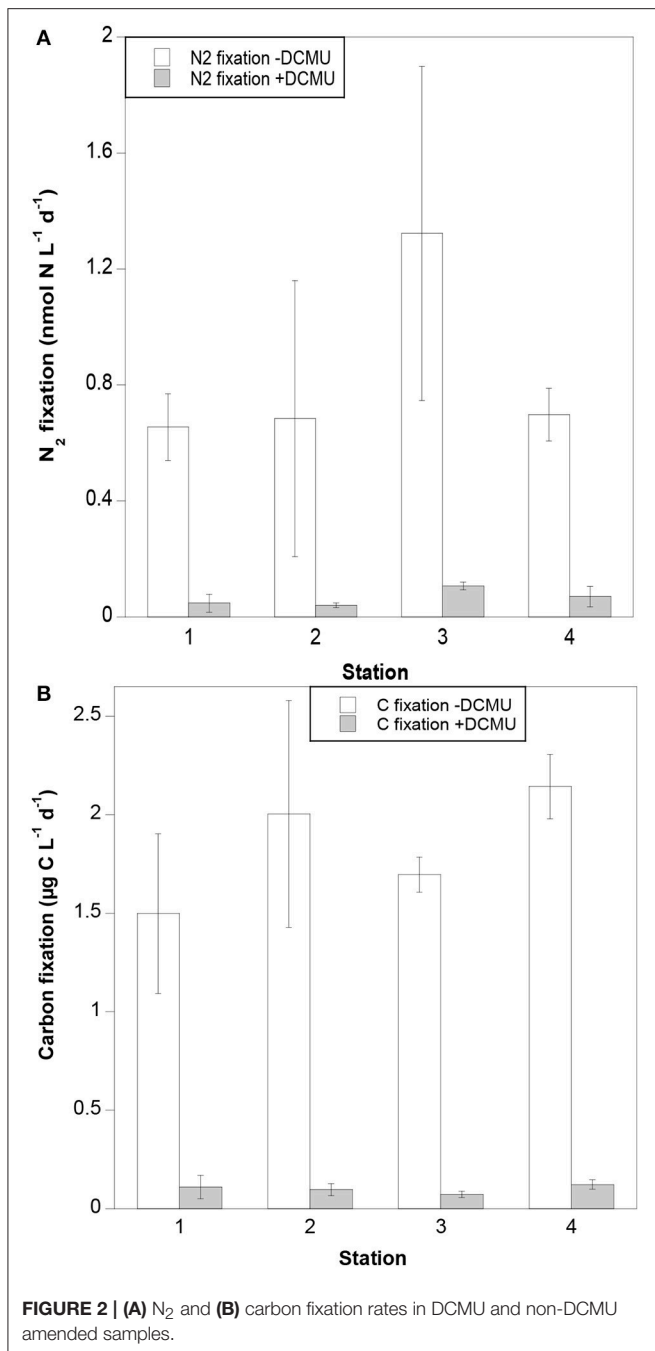 A
N2 fixation -DCMU
N2 fixation +DCMU
2
1.6
1.2
0.8
0.4
0
N₂ fixation (nmol N L⁻¹ d⁻¹)
1 2 3 4
Station
B
C fixation -DCMU
C fixation +DCMU
2.5
2
1.5
1
0.5
0
Carbon fixation (µg C L⁻¹ d⁻¹)
1 2 3 4
Station
FIGURE 2 | (A) N₂ and (B) carbon fixation rates in DCMU and non-DCMU
amended samples.